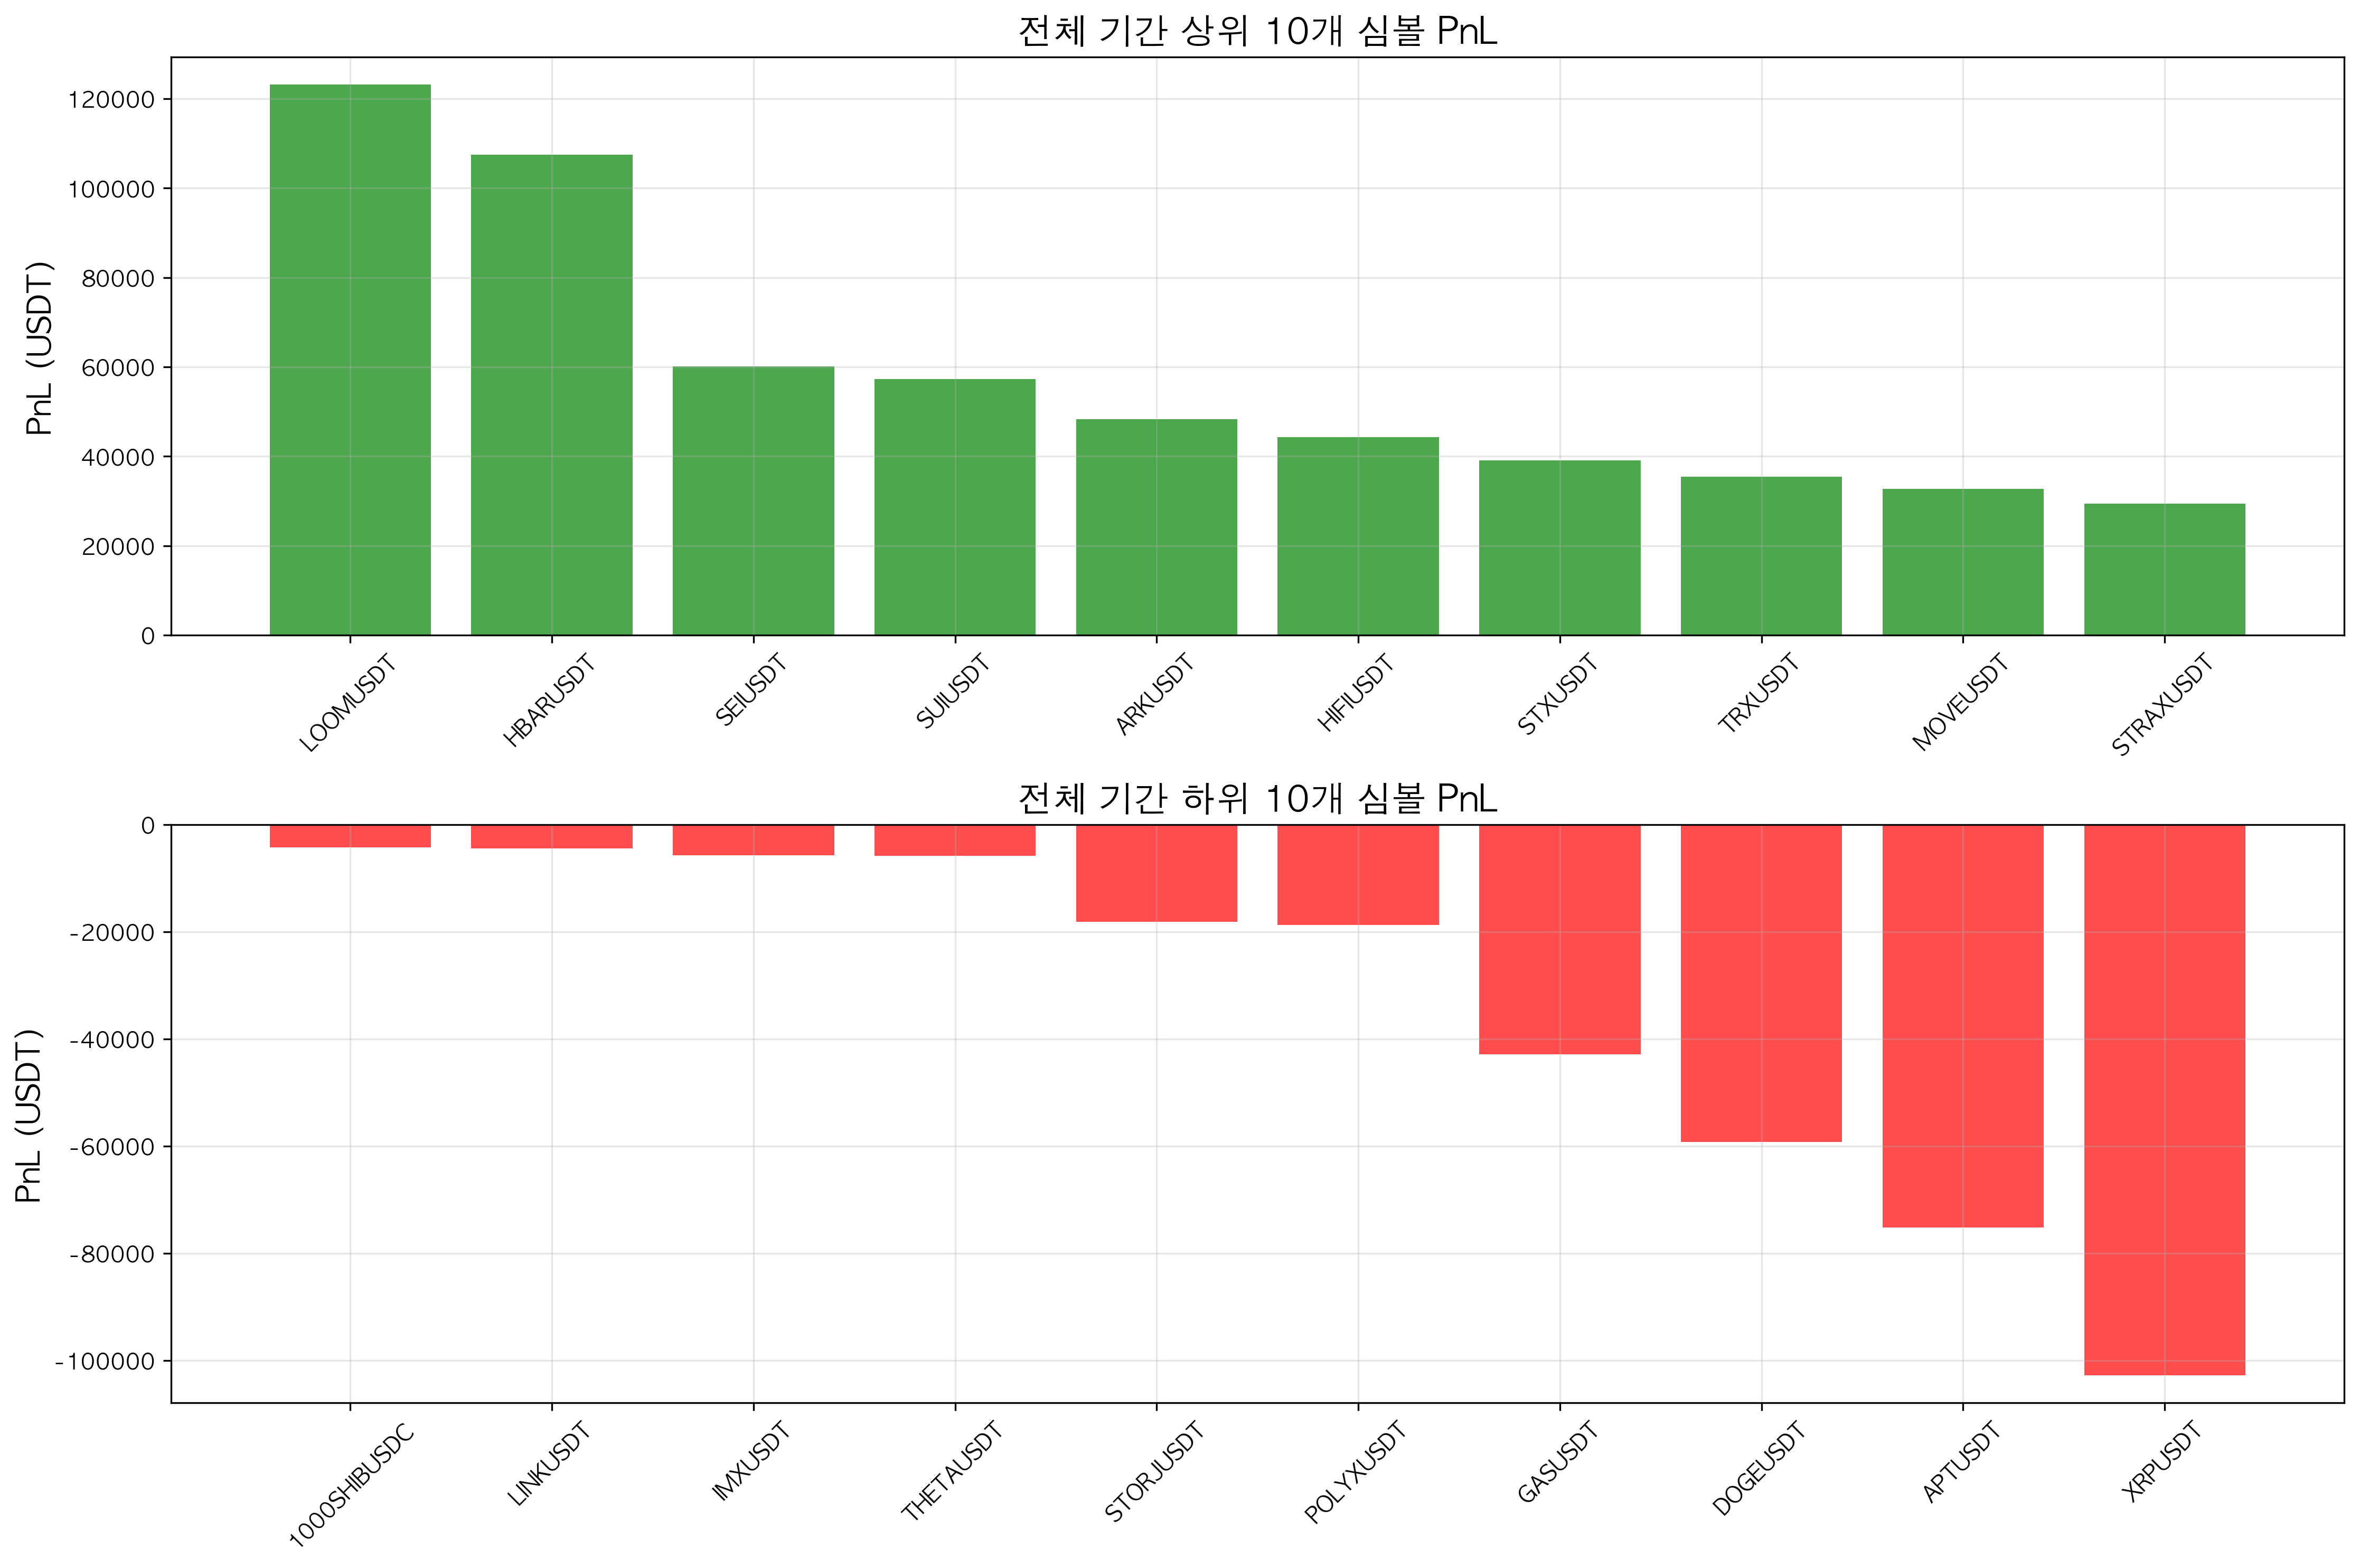 전체 기간 상위 10개 심볼 PnL
PnL (USDT)
120000
100000
80000
60000
40000
20000
0
LOOMUSDT
HBARUSDT
SEIUSDT
SUIUSDT
ARKUSDT
HIFIUSDT
STXUSDT
TRXUSDT
MOVEUSDT
STRAXUSDT
전체 기간 하위 10개 심볼 PnL
PnL (USDT)
0
-20000
-40000
-60000
-80000
-100000
1000SHIBUSDC
LINKUSDT
IMXUSDT
THETAUSDT
STORJUSDT
POLYXUSDT
GASUSDT
DOGEUSDT
APTUSDT
XRPUSDT